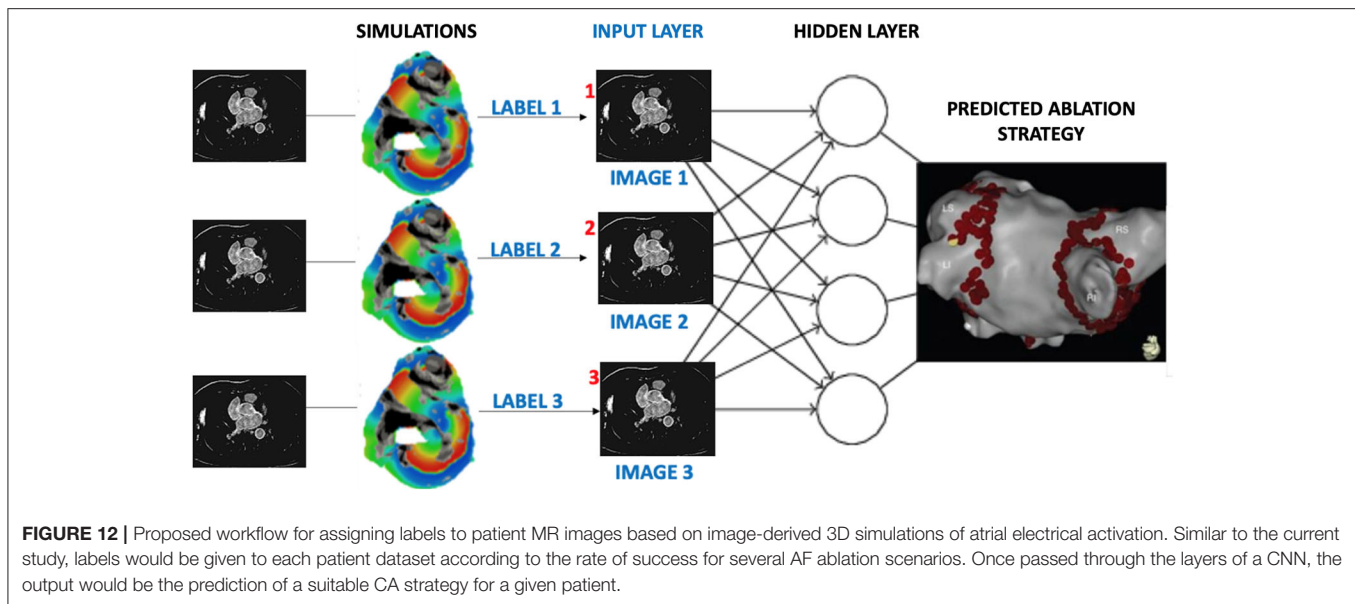 SIMULATIONS
INPUT LAYER
HIDDEN LAYER
PREDICTED ABLATION
STRATEGY
LABEL 1
1
IMAGE 1
LABEL 2
2
IMAGE 2
LABEL 3
3
IMAGE 3
LS
RS
LI
RI
FIGURE 12 | Proposed workflow for assigning labels to patient MR images based on image-derived 3D simulations of atrial electrical activation. Similar to the current
study, labels would be given to each patient dataset according to the rate of success for several AF ablation scenarios. Once passed through the layers of a CNN, the
output would be the prediction of a suitable CA strategy for a given patient.